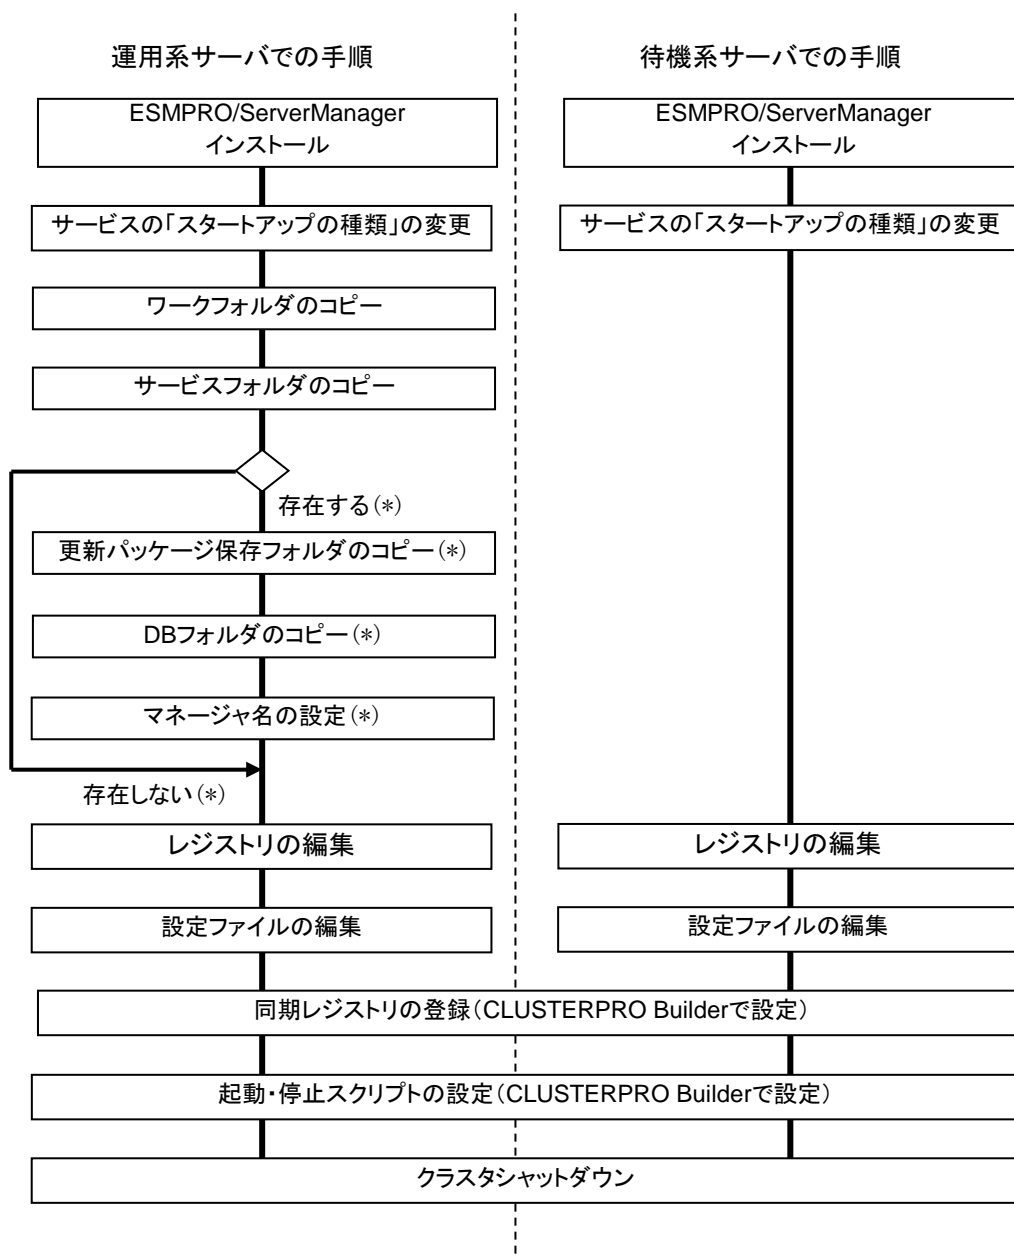 運用系サーバでの手順
待機系サーバでの手順
ESMPRO/ServerManager
インストール
ESMPRO/ServerManager
インストール
サービスの「スタートアップの種類」の変更
サービスの「スタートアップの種類」の変更
ワークフォルダのコピー
サービスフォルダのコピー
存在する(*)
更新パッケージ保存フォルダのコピー(*)
DBフォルダのコピー(*)
マネージャ名の設定(*)
存在しない(*)
レジストリの編集
レジストリの編集
設定ファイルの編集
設定ファイルの編集
同期レジストリの登録(CLUSTERPRO Builderで設定)
起動・停止スクリプトの設定(CLUSTERPRO Builderで設定)
クラスタシャットダウン